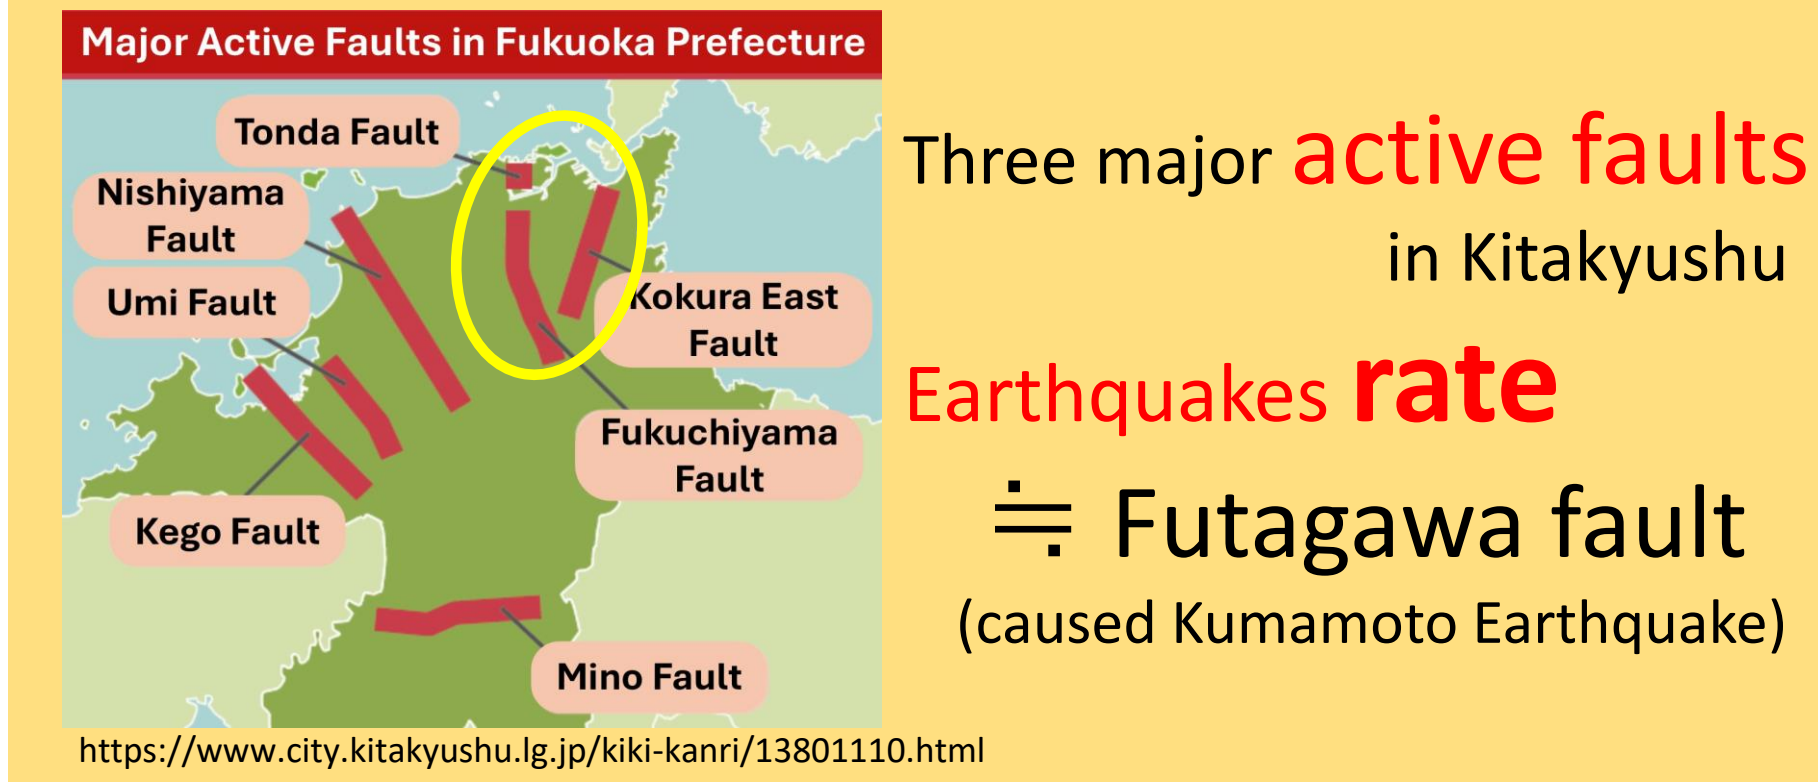 Major Active Faults in Fukuoka Prefecture
Tonda Fault
Nishiyama
Fault
Umi Fault
Kokura East
Fault
Fukuchiyama
Fault
Kego Fault
Mino Fault
https://www.city.kitakyushu.lg.jp/kiki-kanri/13801110.html
Three major active faults
in Kitakyushu
Earthquakes rate
≒ Futagawa fault
(caused Kumamoto Earthquake)